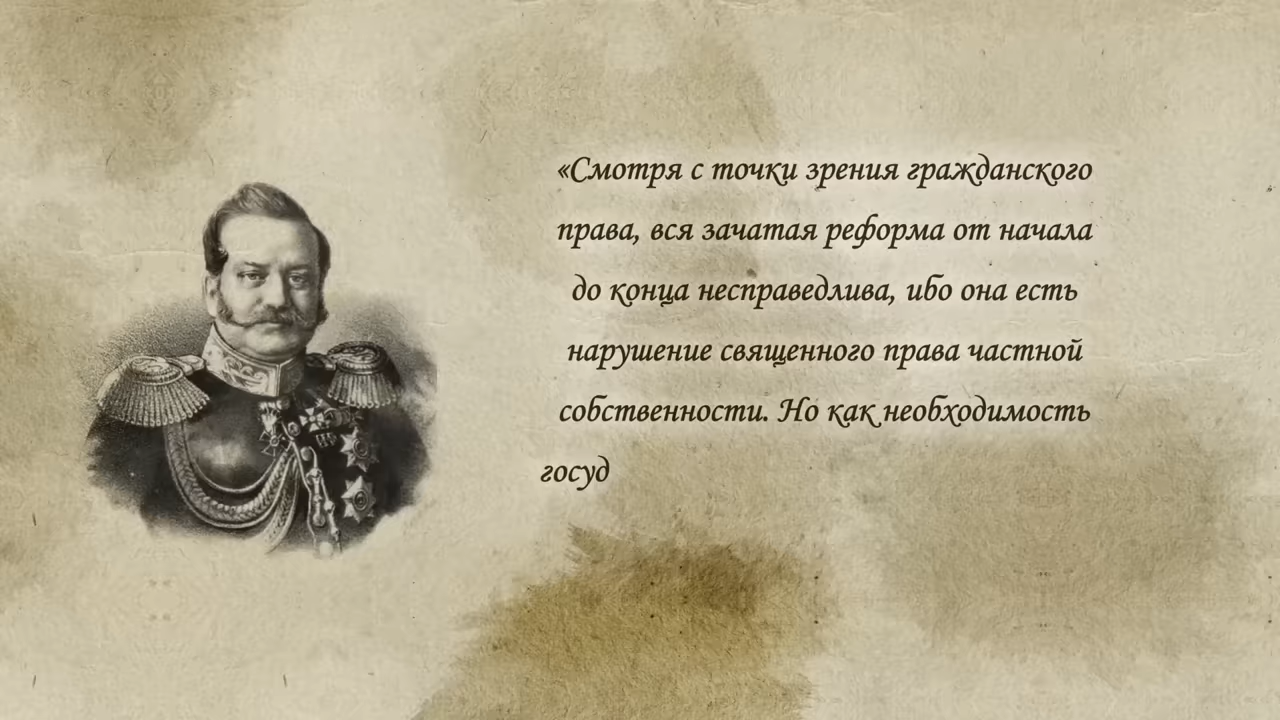 «Смотря с точки зрения гражданского
права, вся зачатая реформа от начала
до конца несправедлива, ибо она есть
нарушение священного права частной
собственности. Но как необходимость
госуд